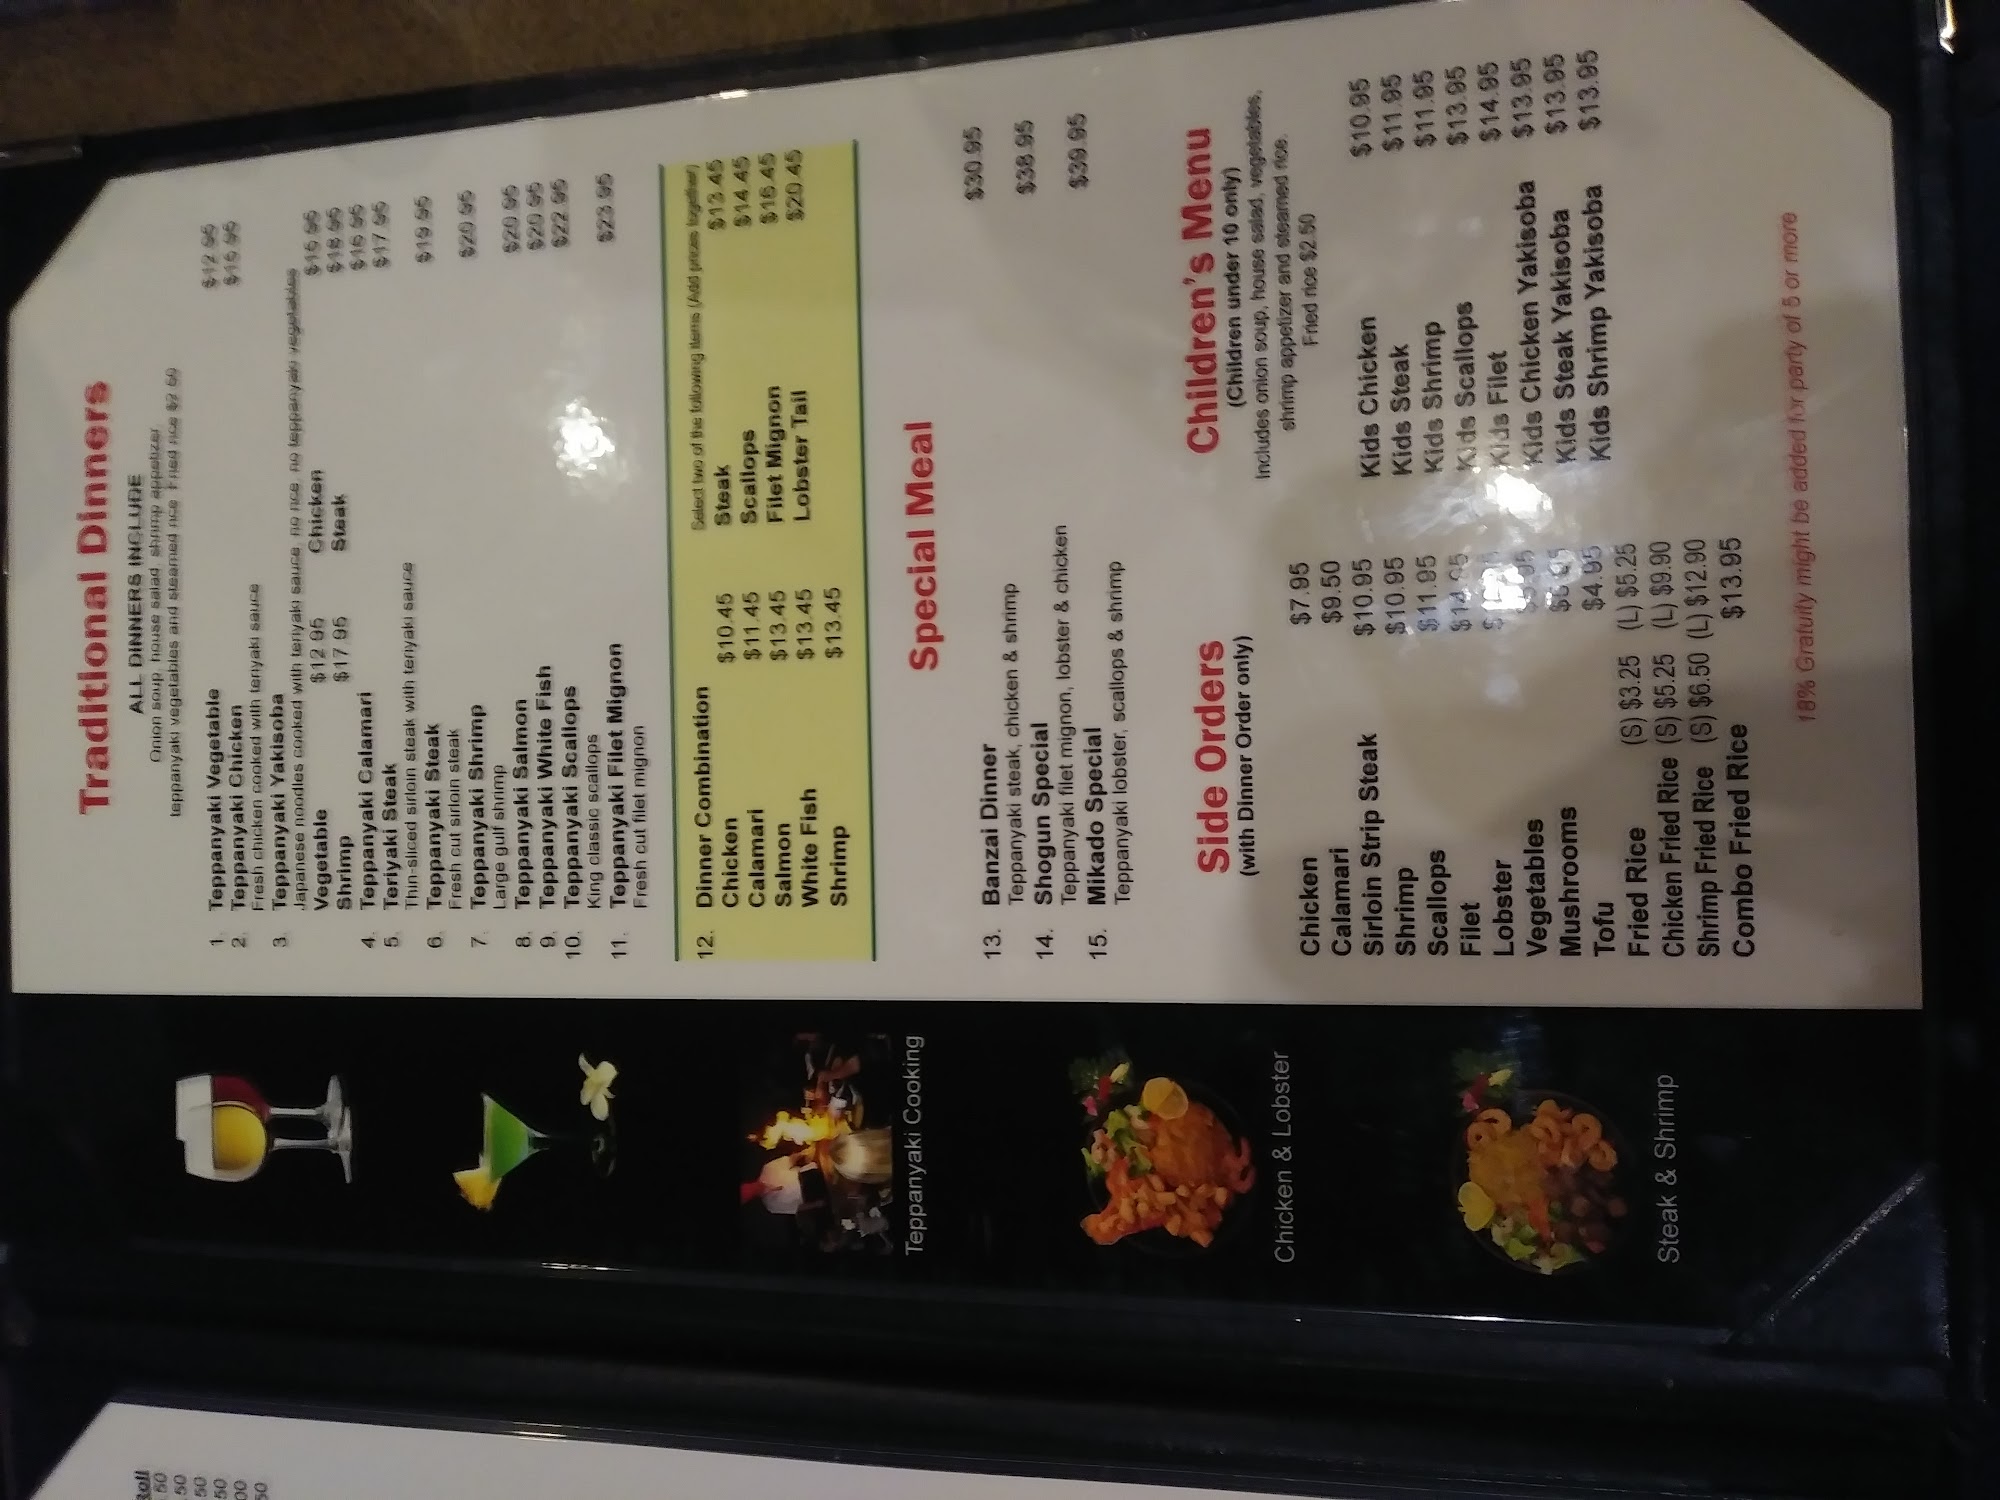 Traditional Dinners
ALL DINNERS INCLUDE
Onion soup, house salad, shrimp appetizer
teppanyaki vegetables and steamed rice Fried rice $2.50
1. Teppanyaki Vegetable $12.95
2. Teppanyaki Chicken $15.95
Fresh chicken cooked with teriyaki sauce
3. Teppanyaki Yakisoba
Japanese noodles cooked with teriyaki sauce, no rice, no teppanyaki vegetables
Vegetable $12.95 Chicken $15.95
Shrimp $17.95 Steak
4. Teppanyaki Calamari
5. Teriyaki Steak $17.95
Thin-sliced sirloin steak with teriyaki sauce
6. Teppanyaki Steak $19.95
Fresh cut sirloin steak
7. Teppanyaki Shrimp $20.95
Large gulf shrimp
8. Teppanyaki Salmon $20.95
9. Teppanyaki White Fish $20.95
10. Teppanyaki Scallops $22.95
King classic scallops
11. Teppanyaki Filet Mignon $23.95
Fresh cut filet mignon
12. Dinner Combination Select two of the following items (Add prices together)
Chicken $10.45 Steak $13.45
Calamari $11.45 Scallops $14.45
Salmon $13.45 Filet Mignon $16.45
White Fish $13.45 Lobster Tail $20.45
Shrimp $13.45
Special Meal
13. Banzai Dinner $30.95
Teppanyaki steak, chicken & shrimp
14. Shogun Special $38.95
Teppanyaki filet mignon, lobster & chicken
15. Mikado Special $39.95
Teppanyaki lobster, scallops & shrimp
Side Orders
(with Dinner Order only)
Chicken $7.95
Calamari $9.50
Sirloin Strip Steak $10.95
Shrimp $10.95
Scallops $11.95
Filet
Lobster
Vegetables
Mushrooms
Tofu $4.95
Fried Rice (S) $3.25 (L) $5.25
Chicken Fried Rice (S) $5.25 (L) $9.90
Shrimp Fried Rice (S) $6.50 (L) $12.90
Combo Fried Rice $13.95
Children's Menu
(Children under 10 only)
Includes onion soup, house salad, vegetables,
shrimp appetizer and steamed rice.
Fried rice $2.50
Kids Chicken $10.95
Kids Steak $11.95
Kids Shrimp $11.95
Kids Scallops $13.95
Kids Filet $14.95
Kids Chicken Yakisoba $13.95
Kids Steak Yakisoba $13.95
Kids Shrimp Yakisoba $13.95
18% Gratuity might be added for party of 5 or more
Teppanyaki Cooking
Chicken & Lobster
Steak & Shrimp
Roll
.50
.50
50
50
00
50